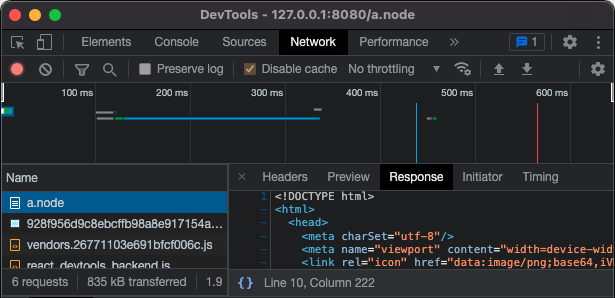 DevTools - 127.0.0.1:8080/a.node
Elements Console Sources Network Performance » 1
Preserve log Disable cache No throttling
100 ms 200 ms 300 ms 400 ms 500 ms 600 ms
Name
a.node
928f956d9c8ebcffb98a8e917154a...
vendors.26771103e691bfcf006c.js
react_devtools_backend.js
6 requests 835 kB transferred 1.9
× Headers Preview Response Initiator Timing
1 <!DOCTYPE html>
2 <html>
3 <head>
4 <meta charSet="utf-8"/>
5 <meta name="viewport" content="width=device-wid
6 <link rel="icon" href="data:image/png;base64,iV
{} Line 10, Column 222